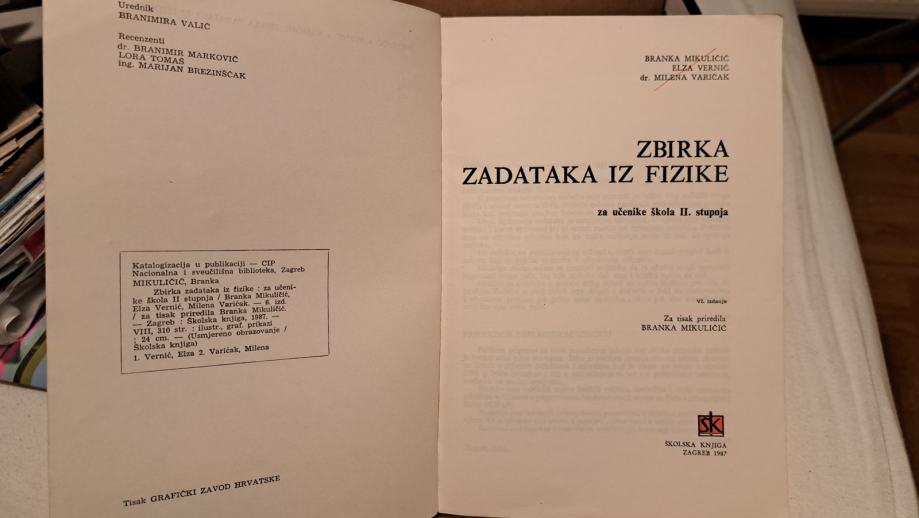 Urednik
BRANIMIRA VALIĆ
Recenzenti
dr. BRANIMIR MARKOVIĆ
LORA TOMAŠ
ing. MARIJAN BREZINŠĆAK
Katalogizacija u publikaciji — CIP
Nacionalna i sveučilišna biblioteka, Zagreb
MIKULIČIĆ, Branka
Zbirka zadataka iz fizike : za učeni-
ke škola II stupnja / Branka Mikuličić,
Elza Vernić, Milena Varićak. — 6. izd.
/ za tisak priredila Branka Mikuličić.
— Zagreb : Školska knjiga, 1987. —
VIII, 310 str. : ilustr., graf. prikazi
; 24 cm. — (Usmjereno obrazovanje /
Školska knjiga)
1. Vernić, Elza 2. Varićak, Milena
Tisak GRAFIČKI ZAVOD HRVATSKE
BRANKA MIKULIČIĆ
ELZA VERNIĆ
dr. MILENA VARIĆAK
ZBIRKA
ZADATAKA IZ FIZIKE
za učenike škola II. stupnja
VI. izdanje
Za tisak priredila
BRANKA MIKULIČIĆ
šk
ŠKOLSKA KNJIGA
ZAGREB 1987